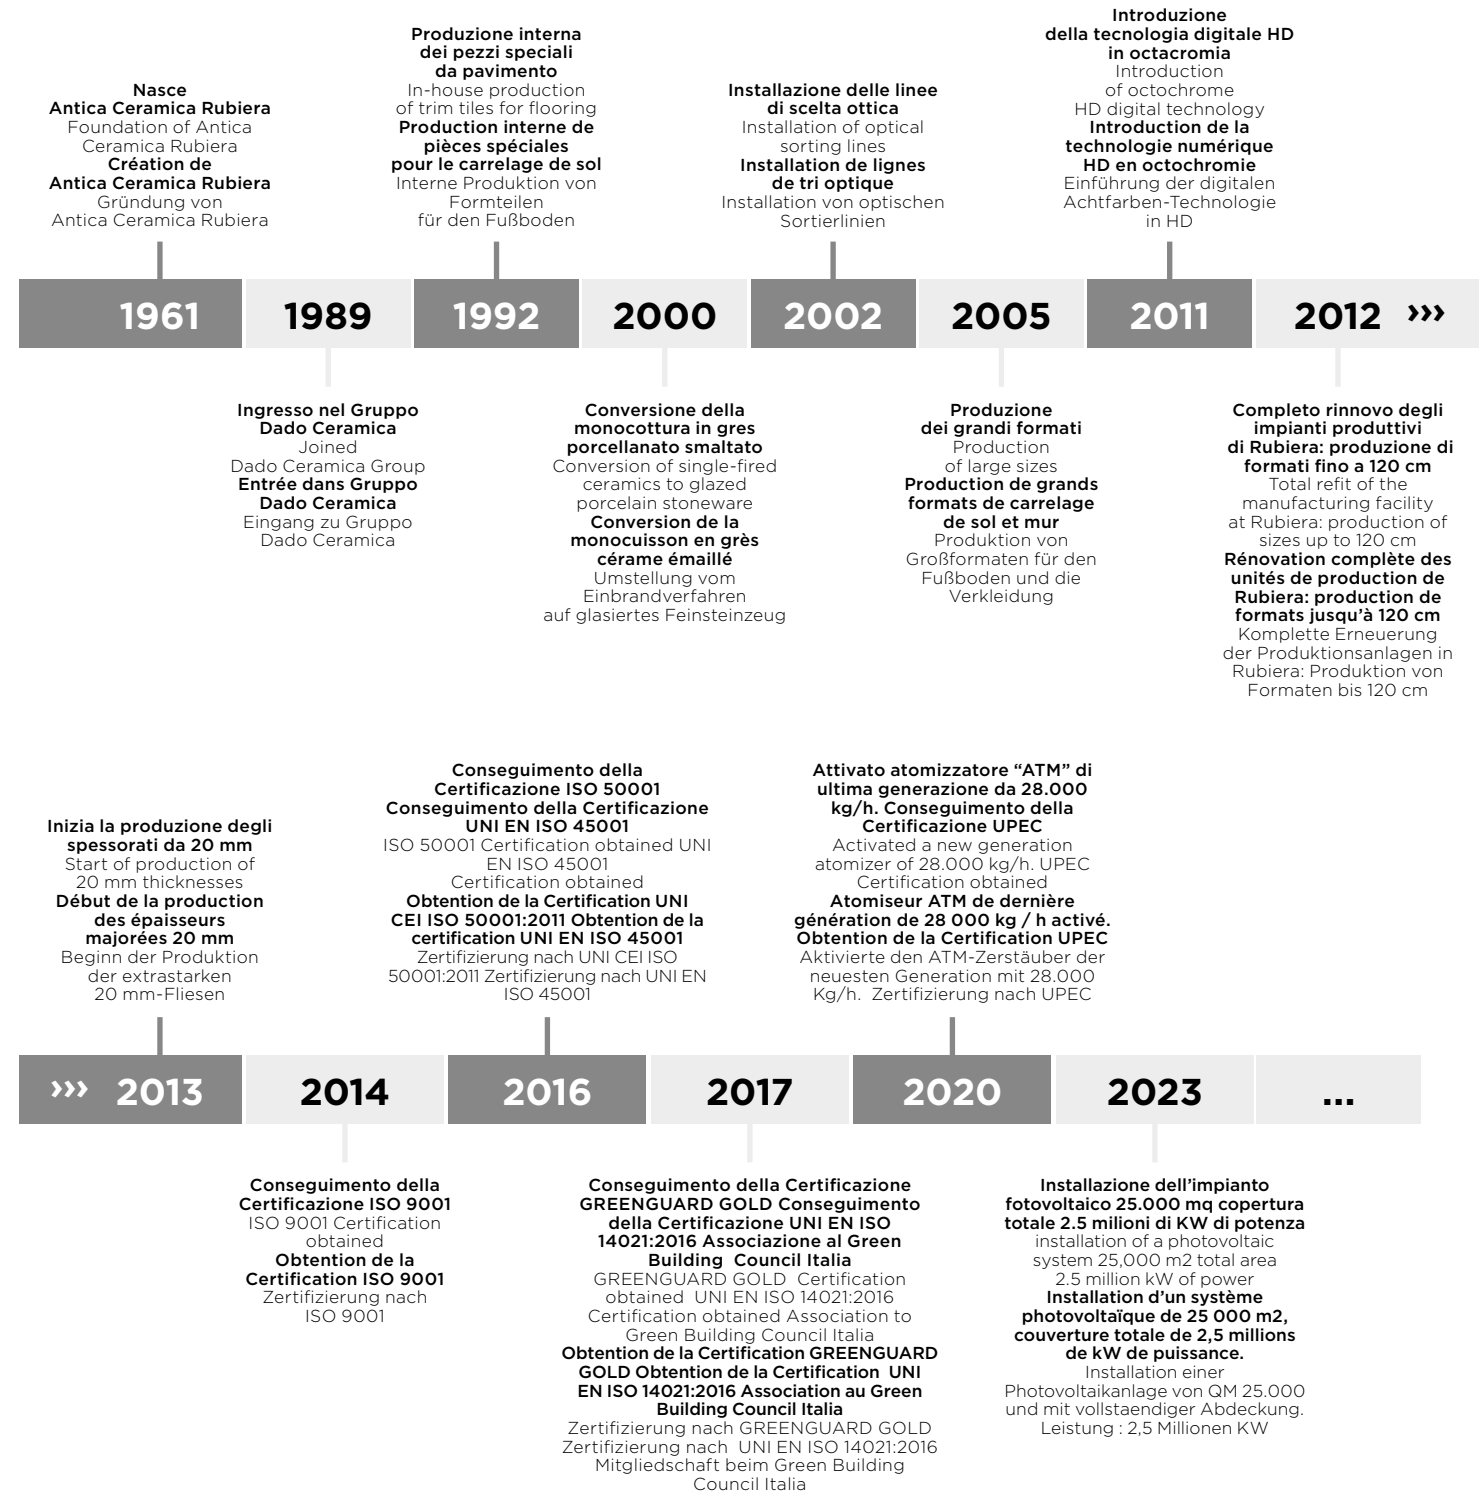 Nasce
Antica Ceramica Rubiera
Foundation of Antica
Ceramica Rubiera
Création de
Antica Ceramica Rubiera
Gründung von
Antica Ceramica Rubiera
Produzione interna
dei pezzi speciali
da pavimento
In-house production
of trim tiles for flooring
Production interne de
pièces spéciales
pour le carrelage de sol
Interne Produktion von
Formteilen
für den Fußboden
Installazione delle linee
di scelta ottica
Installation of optical
sorting lines
Installation de lignes
de tri optique
Installation von optischen
Sortierlinien
Introduzione
della tecnologia digitale HD
in octacromia
Introduction
of octochrome
HD digital technology
Introduction de la
technologie numérique
HD en octochromie
Einführung der digitalen
Achtfarben-Technologie
in HD
1961 1989 1992 2000 2002 2005 2011 2012 ›››
Ingresso nel Gruppo
Dado Ceramica
Joined
Dado Ceramica Group
Entrée dans Gruppo
Dado Ceramica
Eingang zu Gruppo
Dado Ceramica
Conversione della
monocottura in gres
porcellanato smaltato
Conversion of single-fired
ceramics to glazed
porcelain stoneware
Conversion de la
monocuisson en grès
cérame émaillé
Umstellung vom
Einbrandverfahren
auf glasiertes Feinsteinzeug
Produzione
dei grandi formati
Production
of large sizes
Production de grands
formats de carrelage
de sol et mur
Produktion von
Großformaten für den
Fußboden und die
Verkleidung
Completo rinnovo degli
impianti produttivi
di Rubiera: produzione di
formati fino a 120 cm
Total refit of the
manufacturing facility
at Rubiera: production of
sizes up to 120 cm
Rénovation complète des
unités de production de
Rubiera: production de
formats jusqu'à 120 cm
Komplette Erneuerung
der Produktionsanlagen in
Rubiera: Produktion von
Formaten bis 120 cm
Inizia la produzione degli
spessorati da 20 mm
Start of production of
20 mm thicknesses
Début de la production
des épaisseurs
majorées 20 mm
Beginn der Produktion
der extrastarken
20 mm-Fliesen
Conseguimento della
Certificazione ISO 50001
Conseguimento della Certificazione
UNI EN ISO 45001
ISO 50001 Certification obtained UNI
EN ISO 45001
Certification obtained
Obtention de la Certification UNI
CEI ISO 50001:2011 Obtention de la
certification UNI EN ISO 45001
Zertifizierung nach UNI CEI ISO
50001:2011 Zertifizierung nach UNI EN
ISO 45001
Attivato atomizzatore “ATM” di
ultima generazione da 28.000
kg/h. Conseguimento della
Certificazione UPEC
Activated a new generation
atomizer of 28.000 kg/h. UPEC
Certification obtained
Atomiseur ATM de dernière
génération de 28 000 kg / h activé.
Obtention de la Certification UPEC
Aktivierte den ATM-Zerstäuber der
neuesten Generation mit 28.000
Kg/h. Zertifizierung nach UPEC
››› 2013 2014 2016 2017 2020 2023 ...
Conseguimento della
Certificazione ISO 9001
ISO 9001 Certification
obtained
Obtention de la
Certification ISO 9001
Zertifizierung nach
ISO 9001
Conseguimento della Certificazione
GREENGUARD GOLD Conseguimento
della Certificazione UNI EN ISO
14021:2016 Associazione al Green
Building Council Italia
GREENGUARD GOLD Certification
obtained UNI EN ISO 14021:2016
Certification obtained Association to
Green Building Council Italia
Obtention de la Certification GREENGUARD
GOLD Obtention de la Certification UNI
EN ISO 14021:2016 Association au Green
Building Council Italia
Zertifizierung nach GREENGUARD GOLD
Zertifizierung nach UNI EN ISO 14021:2016
Mitgliedschaft beim Green Building
Council Italia
Installazione dell'impianto
fotovoltaico 25.000 mq copertura
totale 2.5 milioni di KW di potenza
installation of a photovoltaic
system 25,000 m2 total area
2.5 million kW of power
Installation d'un système
photovoltaïque de 25 000 m2,
couverture totale de 2,5 millions
de kW de puissance.
Installation einer
Photovoltaikanlage von QM 25.000
und mit vollstaendiger Abdeckung.
Leistung : 2,5 Millionen KW